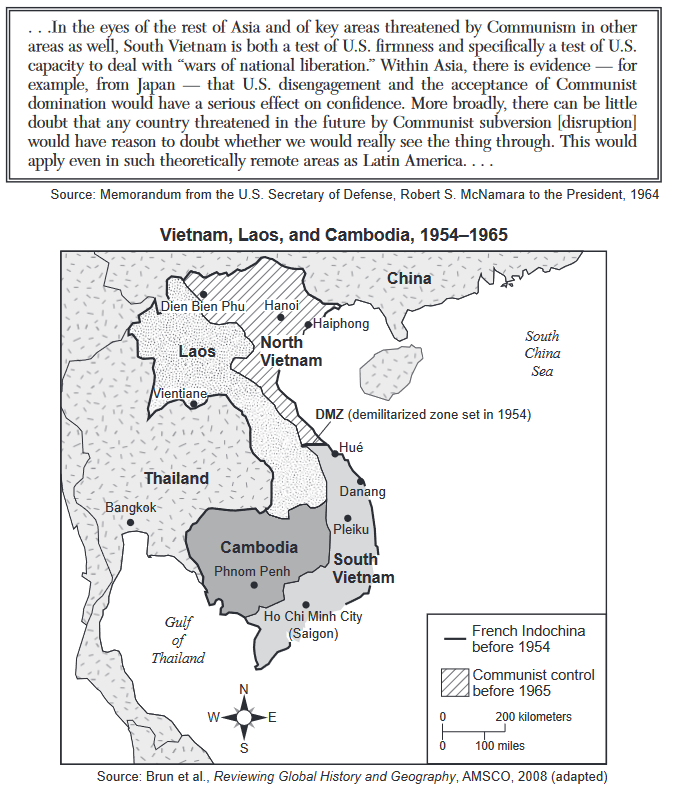 . . .In the eyes of the rest of Asia and of key areas threatened by Communism in other
areas as well, South Vietnam is both a test of U.S. firmness and specifically a test of U.S.
capacity to deal with “wars of national liberation.” Within Asia, there is evidence — for
example, from Japan — that U.S. disengagement and the acceptance of Communist
domination would have a serious effect on confidence. More broadly, there can be little
doubt that any country threatened in the future by Communist subversion [disruption]
would have reason to doubt whether we would really see the thing through. This would
apply even in such theoretically remote areas as Latin America. . . .
Source: Memorandum from the U.S. Secretary of Defense, Robert S. McNamara to the President, 1964
Vietnam, Laos, and Cambodia, 1954–1965
China
Dien Bien Phu
Hanoi
Haiphong
South
China
Sea
Laos
North
Vietnam
Vientiane
DMZ (demilitarized zone set in 1954)
Hué
Thailand
Danang
Bangkok
Pleiku
Cambodia
South
Vietnam
Phnom Penh
Ho Chi Minh City
(Saigon)
Gulf
of
Thailand
French Indochina
before 1954
Communist control
before 1965
0 200 kilometers
0 100 miles
N
W E
S
Source: Brun et al., Reviewing Global History and Geography, AMSCO, 2008 (adapted)